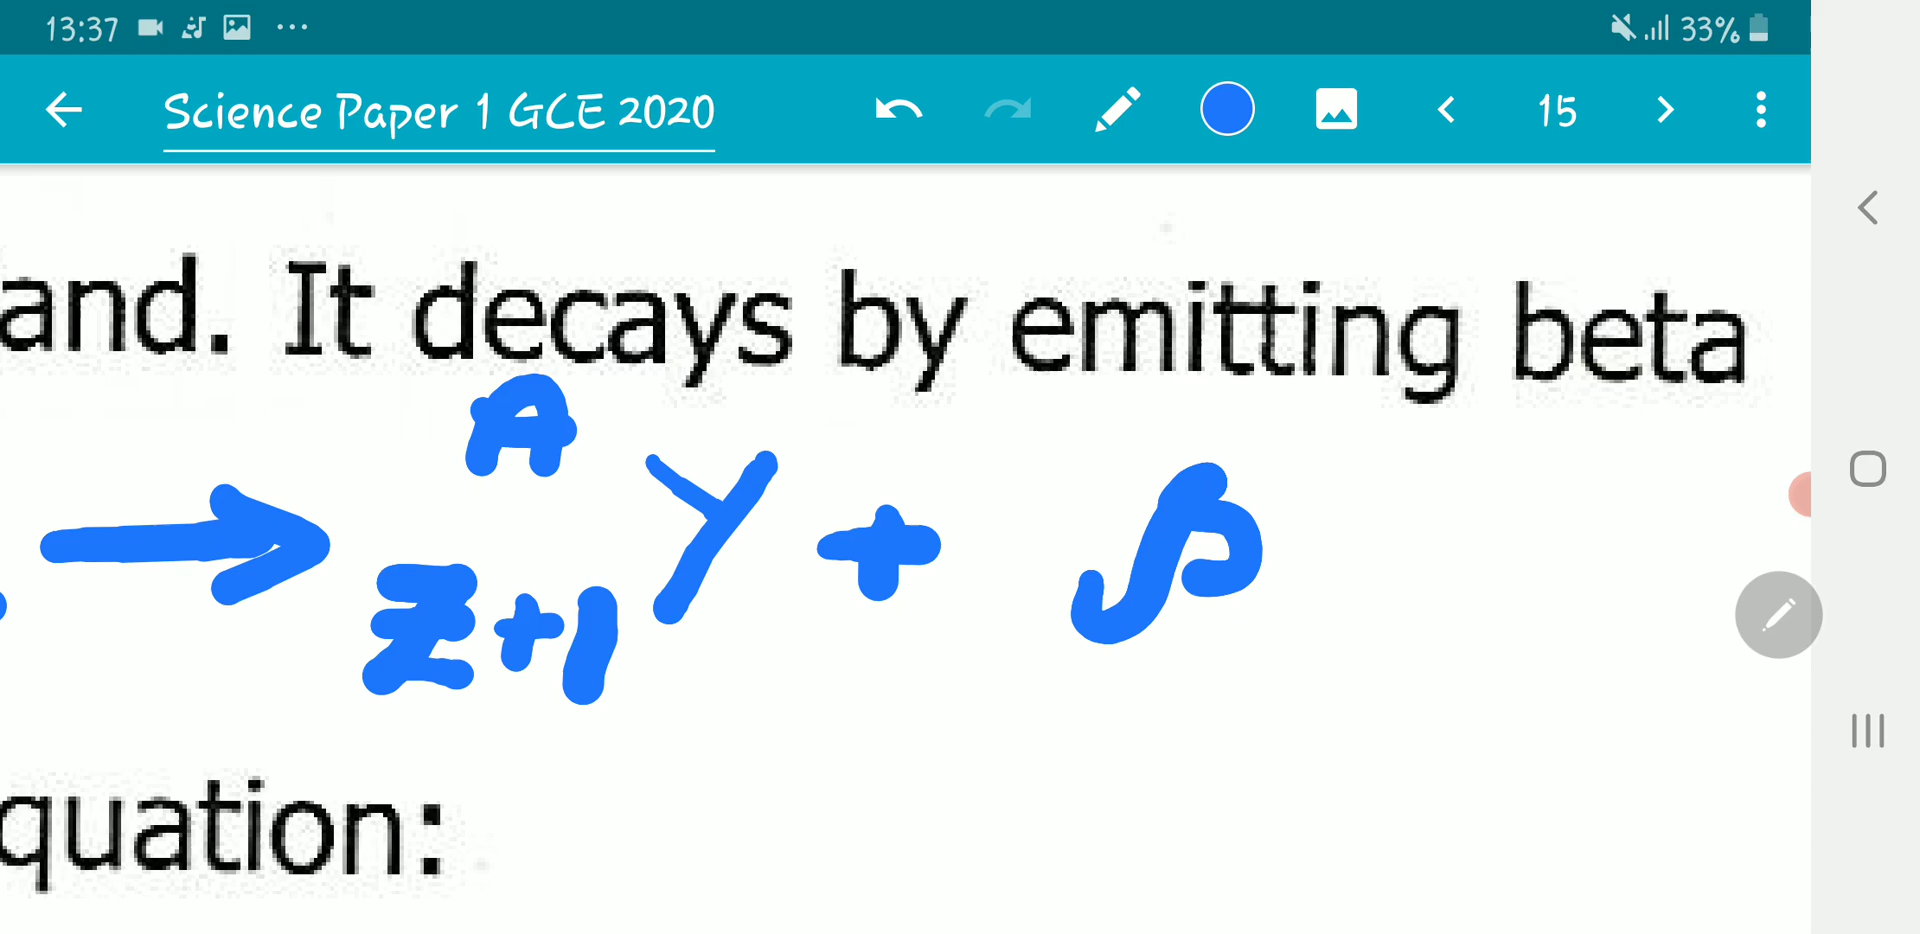 13:37 ... 33%
Science Paper 1 GCE 2020 15
and. It decays by emitting beta
→ A Z+1 Y + β
quation: